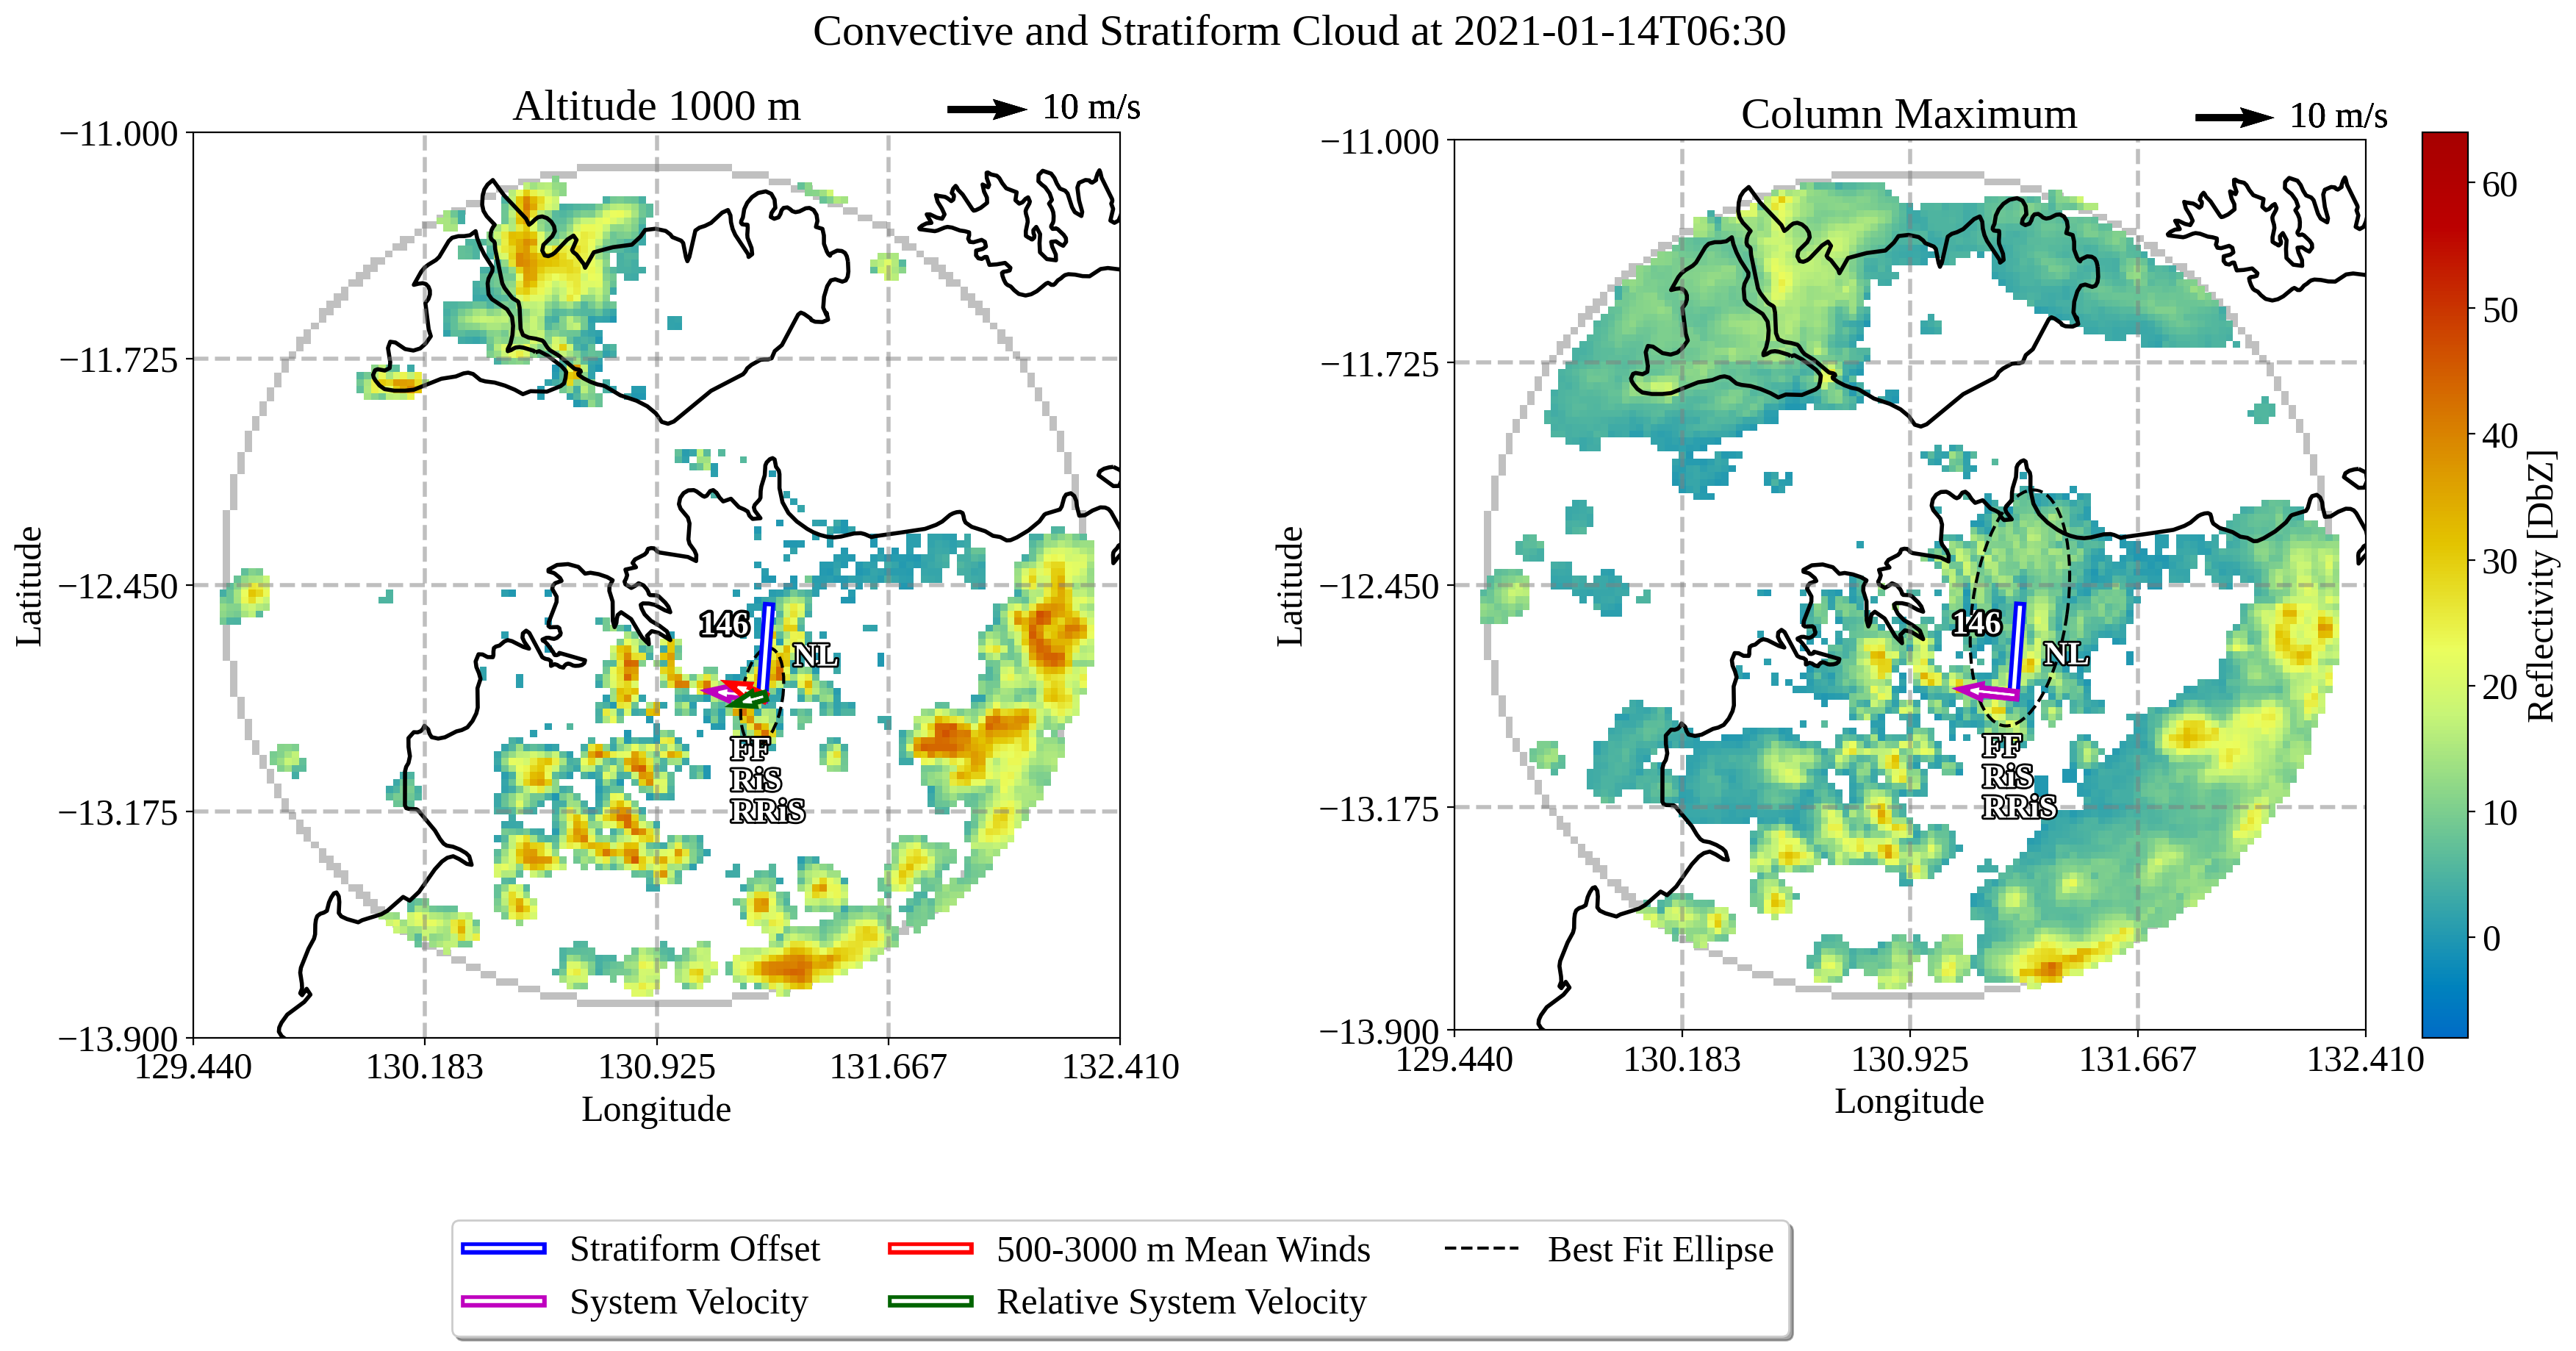 Convective and Stratiform Cloud at 2021-01-14T06:30
Altitude 1000 m
10 m/s
−11.000
−11.725
−12.450
−13.175
−13.900
Latitude
129.440
130.183
130.925
131.667
132.410
Longitude
146
NL
FF
RiS
RRiS
Column Maximum
10 m/s
−11.000
−11.725
−12.450
−13.175
−13.900
Latitude
129.440
130.183
130.925
131.667
132.410
Longitude
146
NL
FF
RiS
RRiS
60
50
40
30
20
10
0
Reflectivity [DbZ]
Stratiform Offset
System Velocity
500-3000 m Mean Winds
Relative System Velocity
Best Fit Ellipse